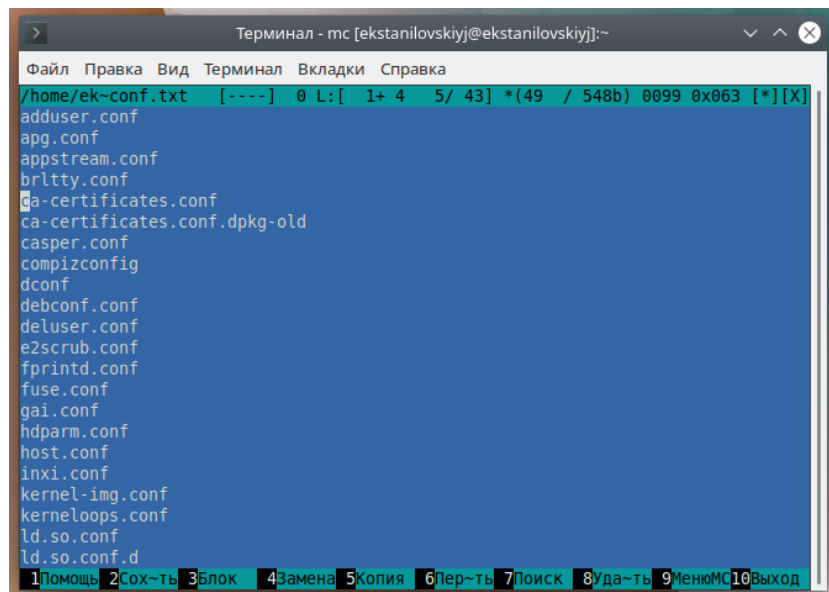 Терминал - mc [ekstanilovskiyj@ekstanilovskiyj]:~
Файл Правка Вид Терминал Вкладки Справка
/home/ek~conf.txt [----] 0 L:[ 1+ 4 5/ 43] *(49 / 548b) 0099 0x063 [*][X]
adduser.conf
apg.conf
appstream.conf
brltty.conf
ca-certificates.conf
ca-certificates.conf.dpkg-old
casper.conf
compizconfig
dconf
debconf.conf
deluser.conf
e2scrub.conf
fprintd.conf
fuse.conf
gai.conf
hdparm.conf
host.conf
inxi.conf
kernel-img.conf
kerneloops.conf
ld.so.conf
ld.so.conf.d
1Помощь 2Сох~ть 3Блок 4Замена 5Копия 6Пер~ть 7Поиск 8Уда~ть 9МенюMC 10Выход